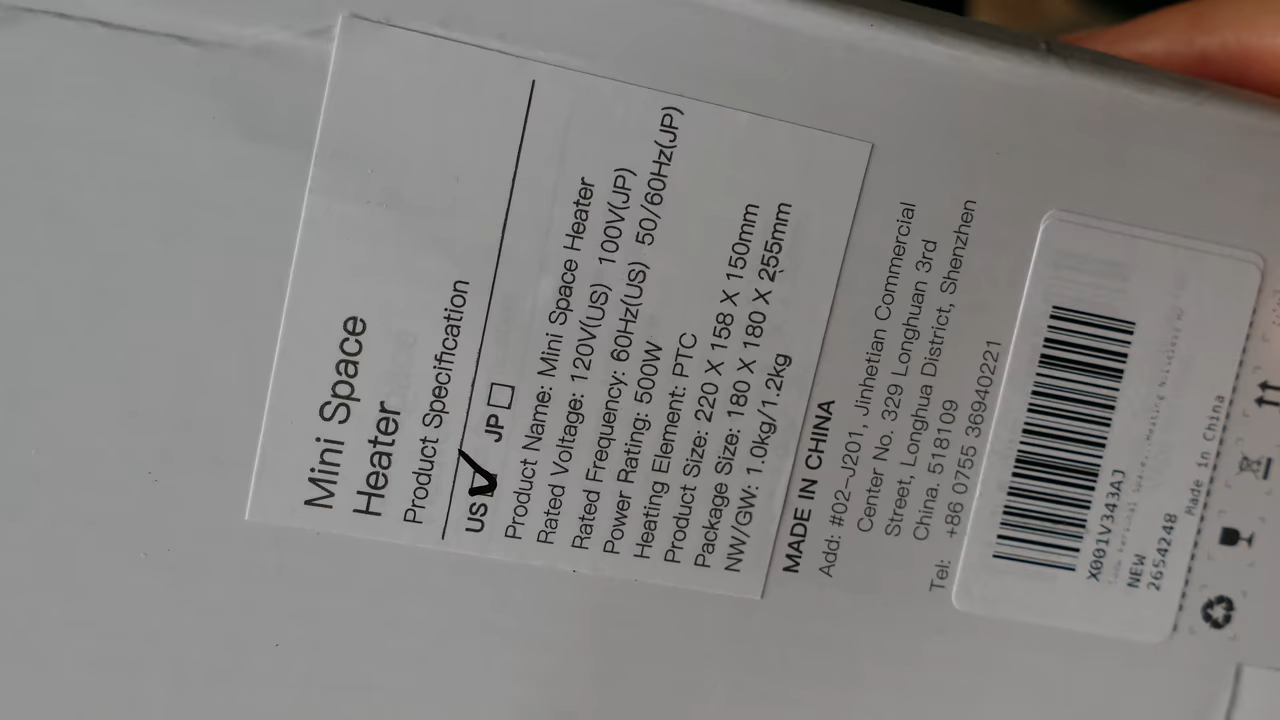 Mini Space
Heater
Product Specification
US JP
Product Name: Mini Space Heater
Rated Voltage: 120V(US) 100V(JP)
Rated Frequency: 60Hz(US) 50/60Hz(JP)
Power Rating: 500W
Heating Element: PTC
Product Size: 220 X 158 X 150mm
Package Size: 180 X 180 X 255mm
NW/GW: 1.0kg/1.2kg
MADE IN CHINA
Add: #02-J201, Jinhetian Commercial
Center No. 329 Longhuan 3rd
Street, Longhua District, Shenzhen
China. 518109
Tel: +86 0755 36940221
X001V343AJ
NEW
2654248
Made in China